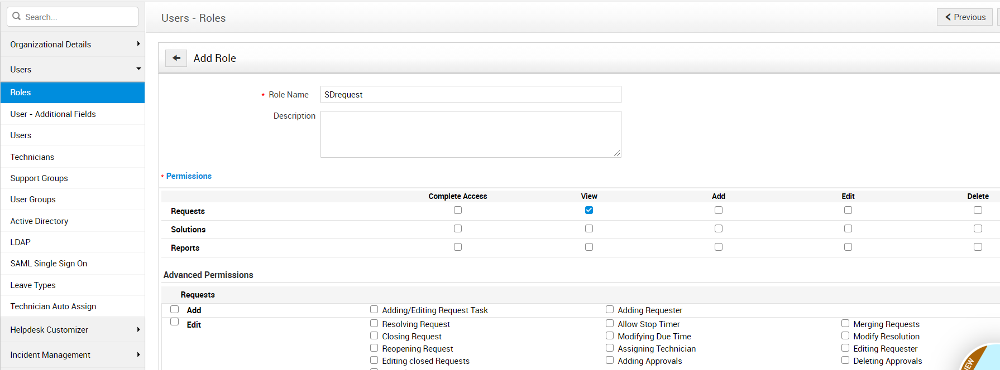 Search...
Organizational Details
Users
Roles
User - Additional Fields
Users
Technicians
Support Groups
User Groups
Active Directory
LDAP
SAML Single Sign On
Leave Types
Technician Auto Assign
Helpdesk Customizer
Incident Management
Users - Roles
Previous
Add Role
* Role Name SDrequest
Description
* Permissions
Complete Access View Add Edit Delete
Requests
Solutions
Reports
Advanced Permissions
Requests
Add Adding/Editing Request Task Adding Requester
Edit Resolving Request Allow Stop Timer Merging Requests
Closing Request Modifying Due Time Modify Resolution
Reopening Request Assigning Technician Editing Requester
Editing closed Requests Adding Approvals Deleting Approvals